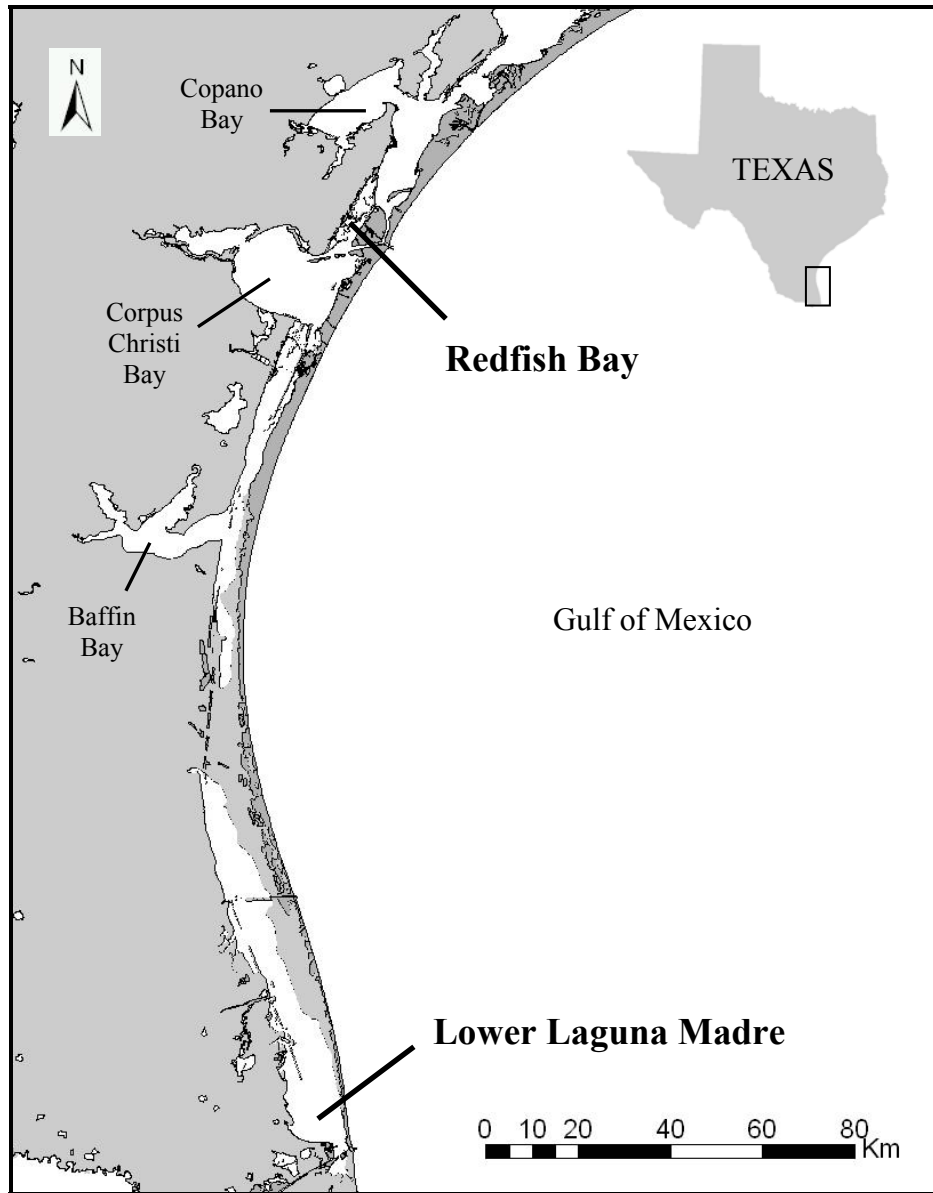 N
Copano
Bay
TEXAS
Corpus
Christi
Bay
Redfish Bay
Baffin
Bay
Gulf of Mexico
Lower Laguna Madre
0 10 20 40 60 80
Km